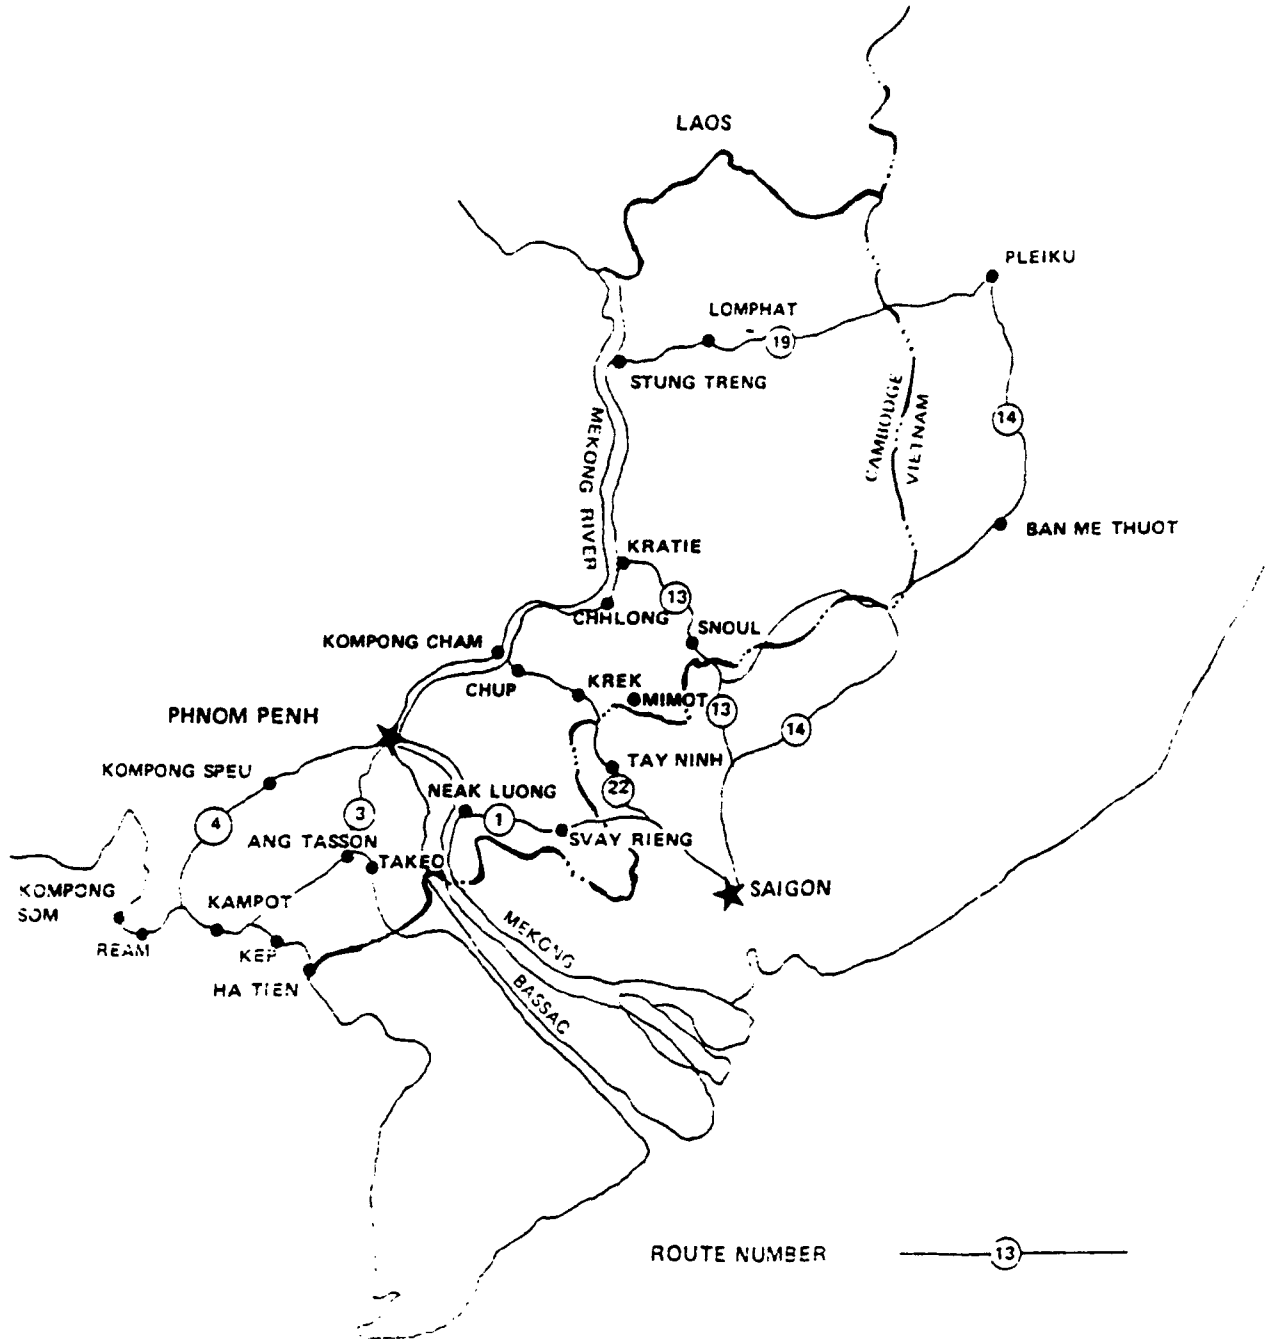 LAOS
PLEIKU
LOMPHAT
19
STUNG TRENG
CAMBODGE
VIETNAM
14
MEKONG RIVER
BAN ME THUOT
KRATIE
13
CHHLONG
SNOUL
KOMPONG CHAM
CHUP
KREK
MIMOT
13
PHNOM PENH
14
KOMPONG SPEU
TAY NINH
NEAK LUONG
22
4
3
1
ANG TASSON
SVAY RIENG
TAKEO
KOMPONG
SOM
KAMPOT
SAIGON
REAM
KEP
MEKONG
HA TIEN
BASSAC
ROUTE NUMBER
13